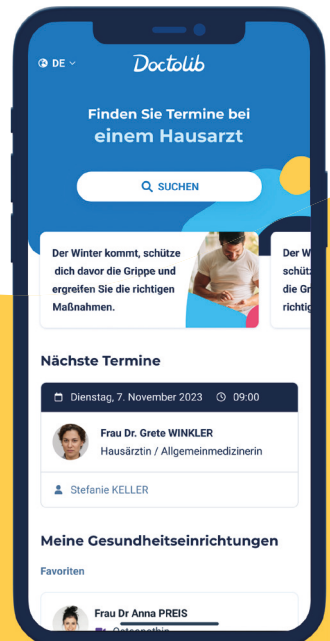 DE
Doctolib
Finden Sie Termine bei
einem Hausarzt
SUCHEN
Der Winter kommt, schütze
dich davor die Grippe und
ergreifen Sie die richtigen
Maßnahmen.
Der W
schütz
die Gr
richtig
Nächste Termine
Dienstag, 7. November 2023 09:00
Frau Dr. Grete WINKLER
Hausärztin / Allgemeinmedizinerin
Stefanie KELLER
Meine Gesundheitseinrichtungen
Favoriten
Frau Dr Anna PREIS
Osteopathin